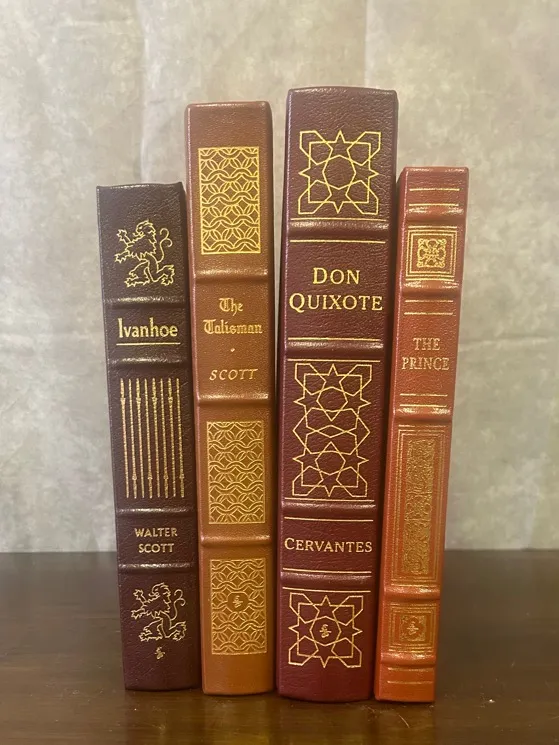 Ivanhoe
WALTER
SCOTT
The
Talisman
SCOTT
DON
QUIXOTE
CERVANTES
THE
PRINCE